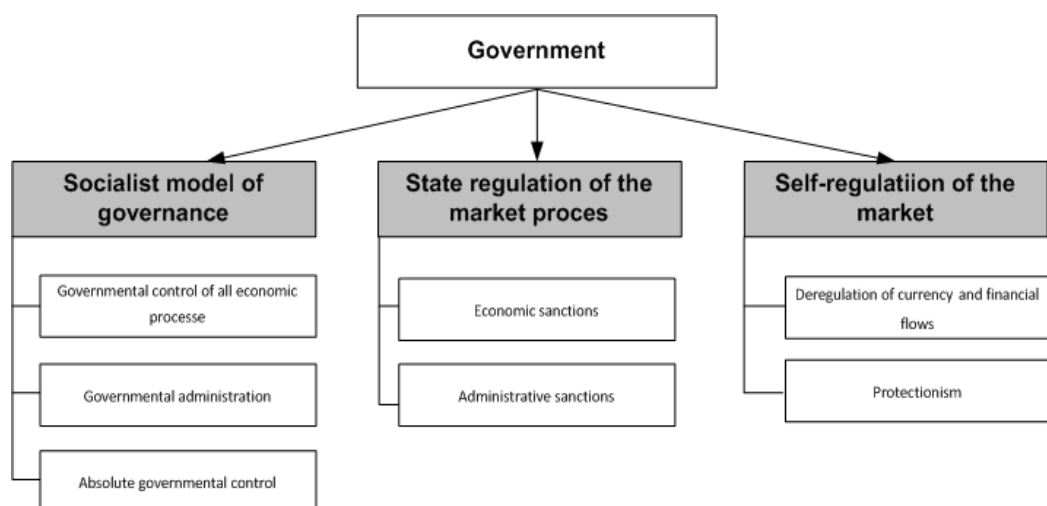 Government
Socialist model of
governance
Governmental control of all economic
processe
Governmental administration
Absolute governmental control
State regulation of the
market proces
Economic sanctions
Administrative sanctions
Self-regulatiion of the
market
Deregulation of currency and financial
flows
Protectionism